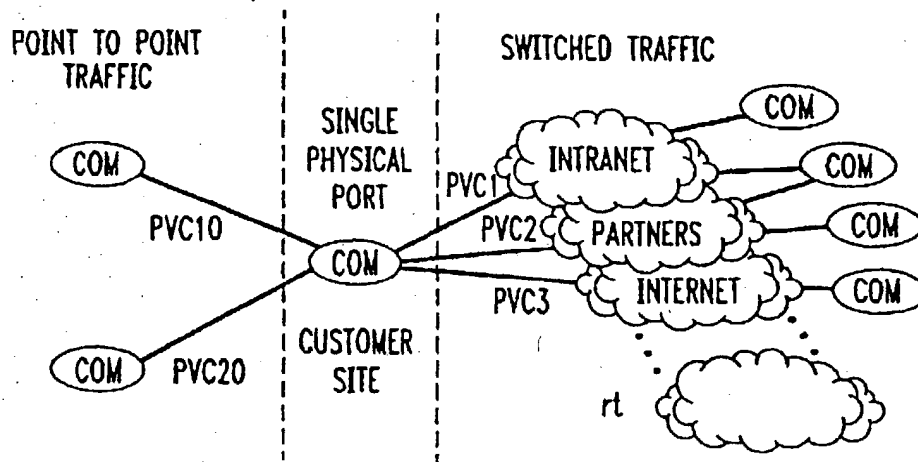 POINT TO POINT
TRAFFIC
COM
PVC10
COM
PVC20
SINGLE
PHYSICAL
PORT
COM
CUSTOMER
SITE
SWITCHED TRAFFIC
PVC1
PVC2
PVC3
INTRANET
PARTNERS
INTERNET
COM
COM
COM
COM
rt